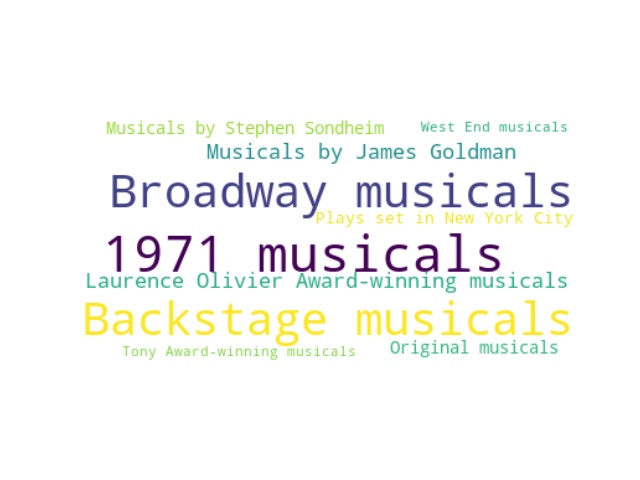 Musicals by Stephen Sondheim
West End musicals
Musicals by James Goldman
Broadway musicals
Plays set in New York City
1971 musicals
Laurence Olivier Award-winning musicals
Backstage musicals
Original musicals
Tony Award-winning musicals